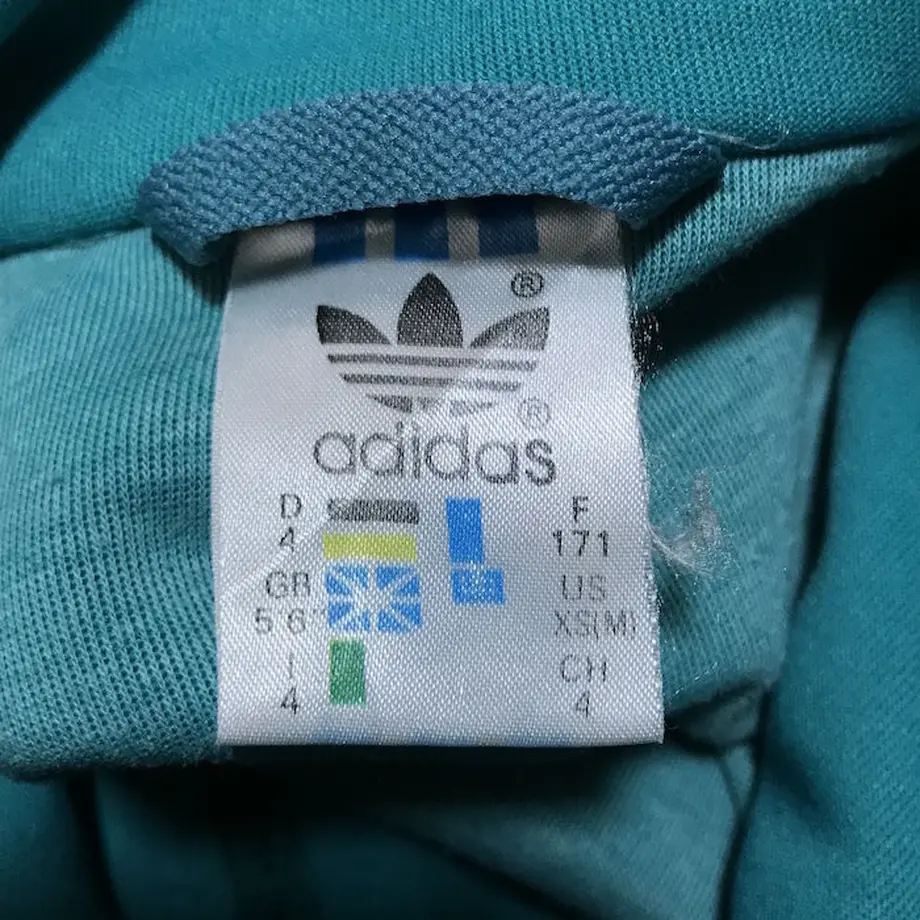 ®
®
adidas
D F
4 171
GB US
5'6" XS(M)
I CH
4 4